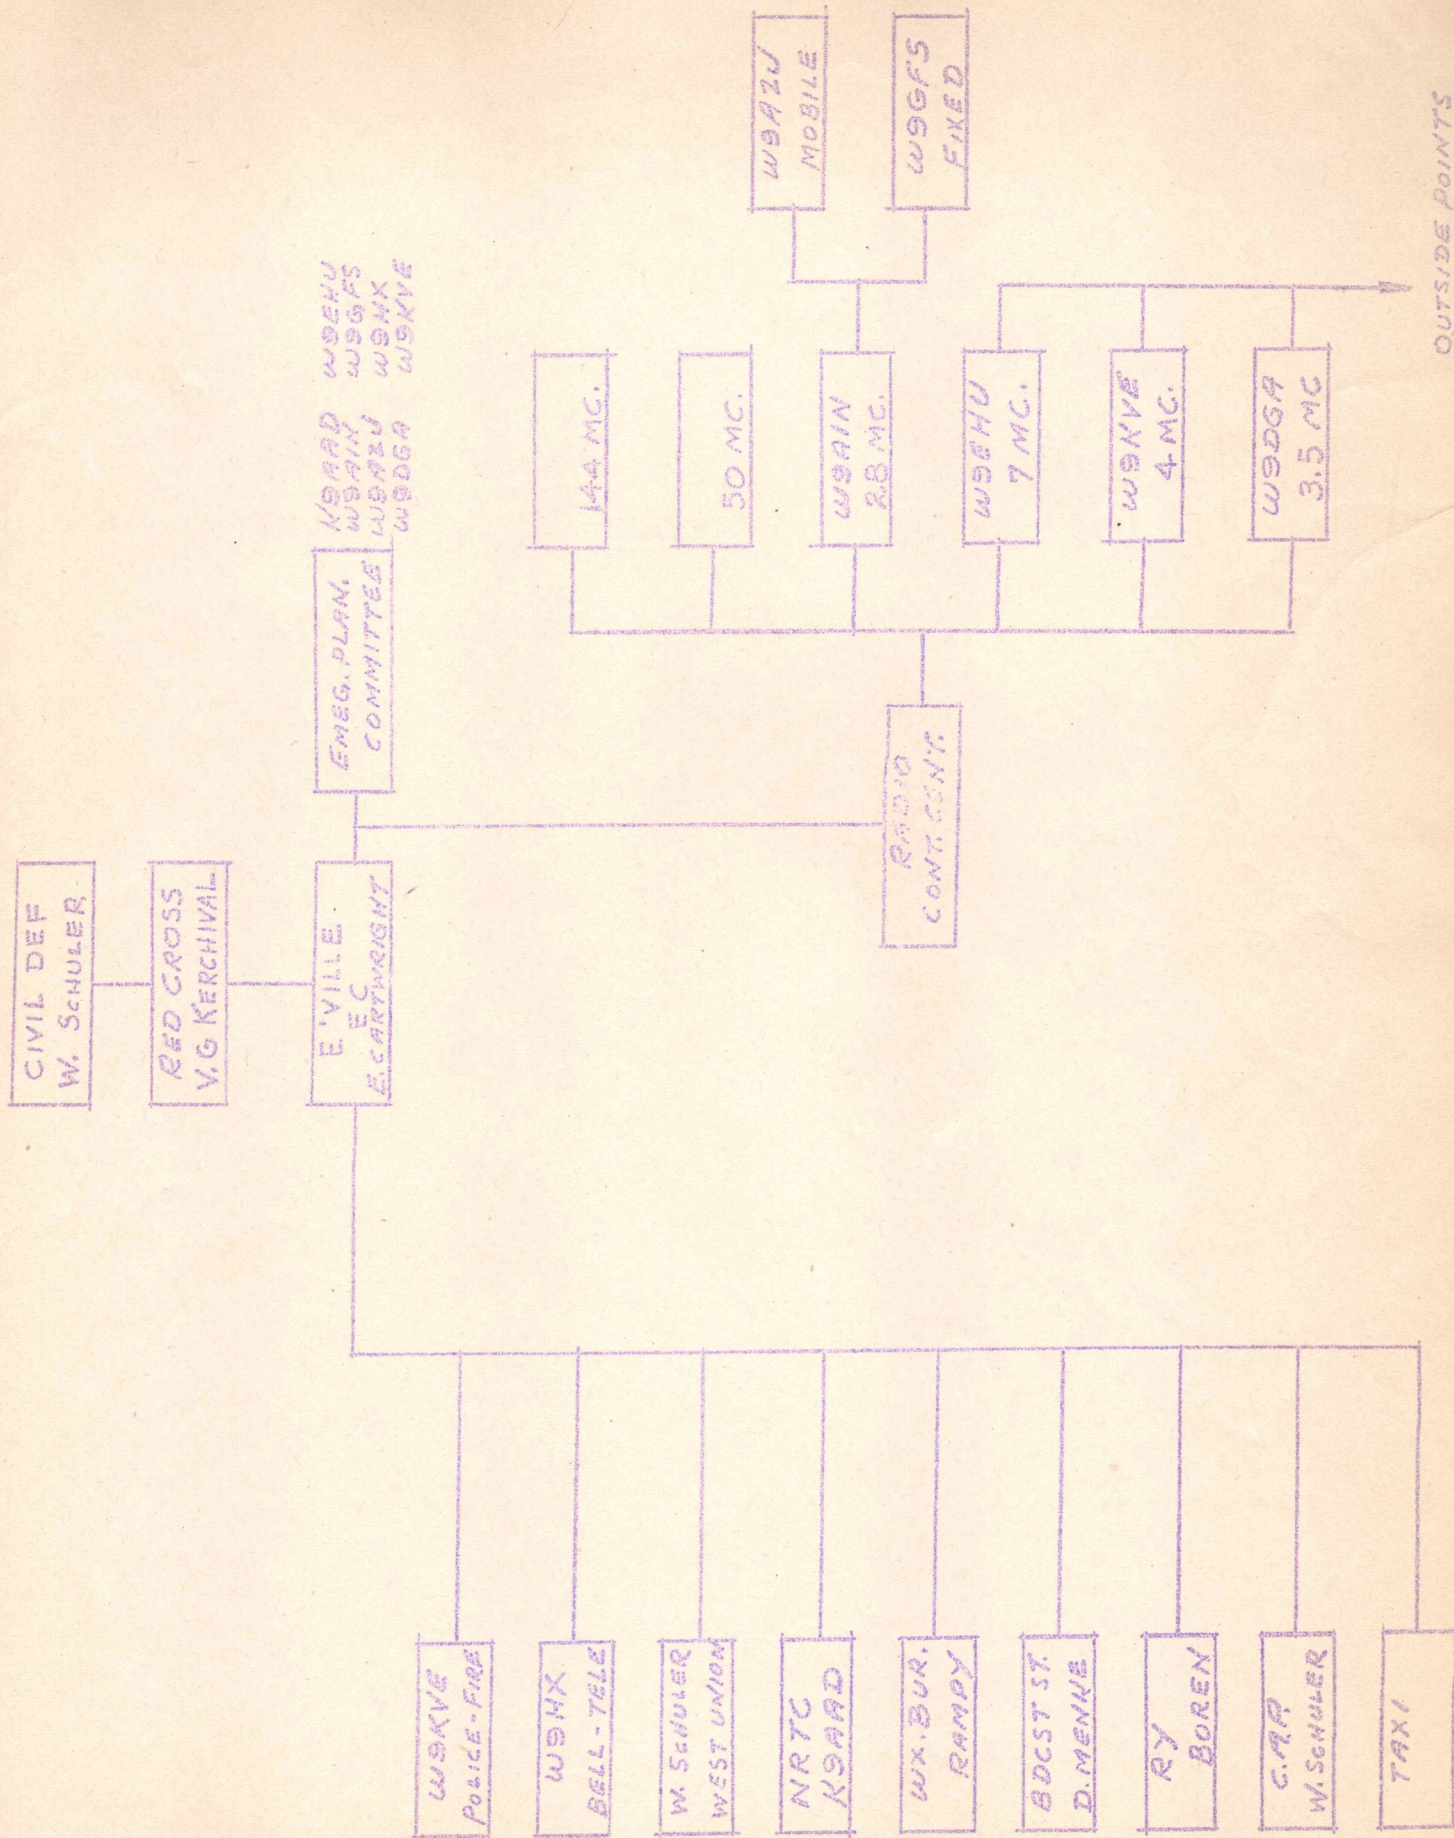 CIVIL DEF
W. SCHULER
RED CROSS
V.G KERCHIVAL
E'VILLE
E C
E. CARTWRIGHT
EMEG. PLAN.
COMMITTEE
K9AAD W9EHU
W9AIN W9GFS
W9AZU W9HX
W9DGA W9KVE
RADIO
CONT. CENT.
144 MC.
50 MC.
W9AIN
28 MC.
W9EHU
7 MC.
W9KVE
4 MC.
W9DGA
3.5 MC
W9AZU
MOBILE
W9GFS
FIXED
OUTSIDE POINTS
W9KVE
POLICE-FIRE
W9HX
BELL-TELE
W. SCHULER
WEST UNION
NRTC
K9AAD
WX. BUR.
RAMPY
BDCST ST.
D. MENKE
RY
BOREN
C.A.A
W. SCHULER
TAXI